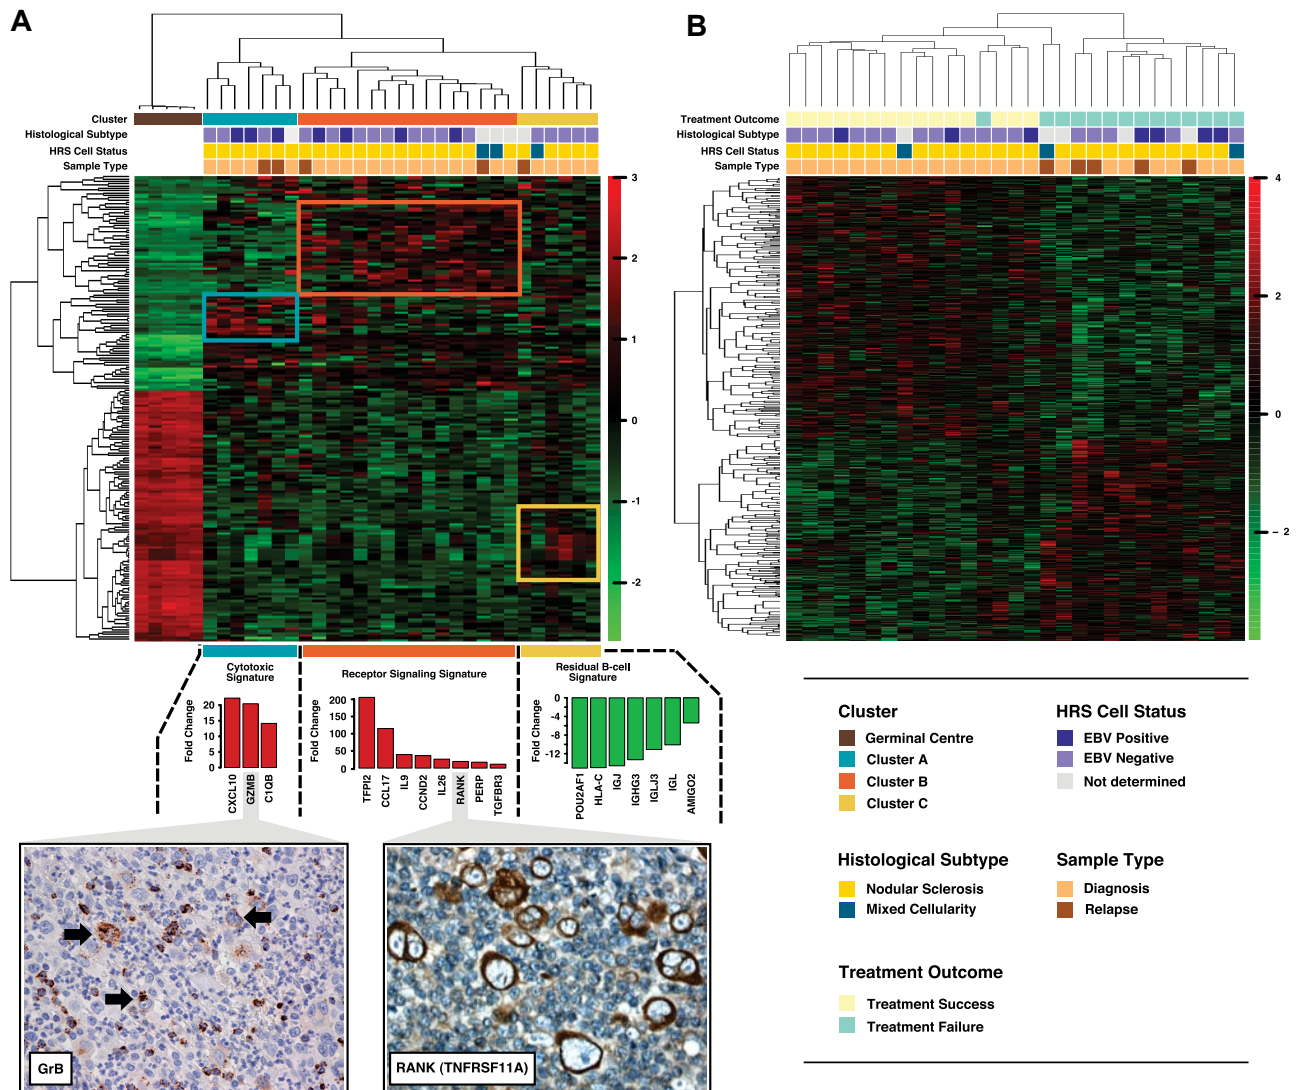 A
B
Cluster
Histological Subtype
HRS Cell Status
Sample Type
3
2
1
0
-1
-2
Treatment Outcome
Histological Subtype
HRS Cell Status
Sample Type
4
2
0
-2
Cytotoxic
Signature
Fold Change
20
15
10
5
0
CXCL10
GZMB
C1QB
Receptor Signaling Signature
Fold Change
200
150
100
50
0
TFPI2
CCL17
IL9
CCND2
IL26
RANK
PERP
TGFBR3
Residual B-cell
Signature
Fold Change
0
-4
-8
-12
POU2AF1
HLA-C
IGJ
IGHG3
IGLJ3
IGL
AMIGO2
GrB
RANK (TNFRSF11A)
Cluster
Germinal Centre
Cluster A
Cluster B
Cluster C
HRS Cell Status
EBV Positive
EBV Negative
Not determined
Histological Subtype
Nodular Sclerosis
Mixed Cellularity
Sample Type
Diagnosis
Relapse
Treatment Outcome
Treatment Success
Treatment Failure